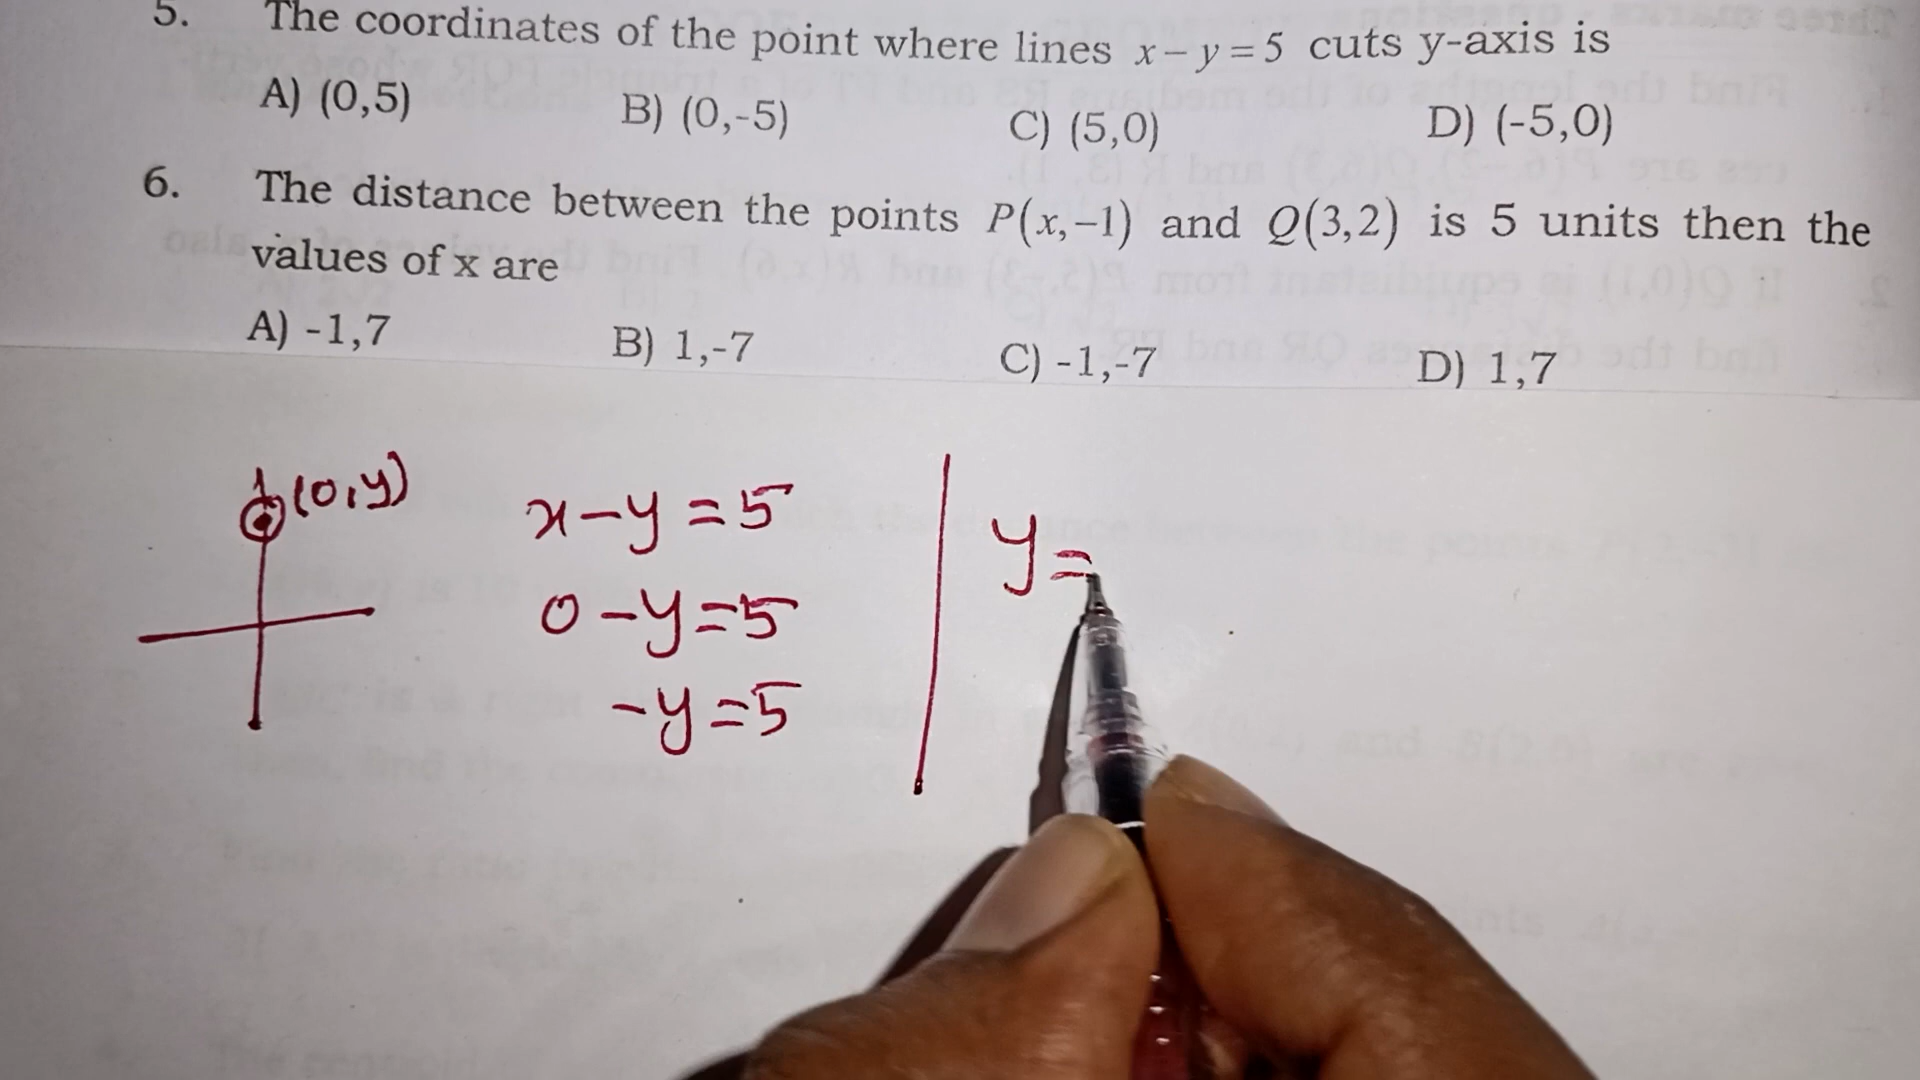 5. The coordinates of the point where lines x – y = 5 cuts y-axis is
A) (0,5) B) (0,-5) C) (5,0) D) (-5,0)
6. The distance between the points P(x,–1) and Q(3,2) is 5 units then the
values of x are
A) -1,7 B) 1,-7 C) -1,-7 D) 1,7
(0,y)
x-y=5
0-y=5
-y=5
y=